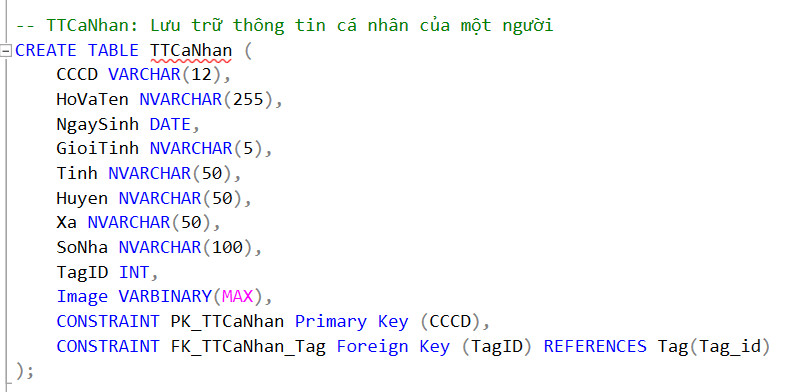 -- TTCaNhan: Lưu trữ thông tin cá nhân của một người
CREATE TABLE TTCaNhan (
CCCD VARCHAR(12),
HoVaTen NVARCHAR(255),
NgaySinh DATE,
GioiTinh NVARCHAR(5),
Tinh NVARCHAR(50),
Huyen NVARCHAR(50),
Xa NVARCHAR(50),
SoNha NVARCHAR(100),
TagID INT,
Image VARBINARY(MAX),
CONSTRAINT PK_TTCaNhan Primary Key (CCCD),
CONSTRAINT FK_TTCaNhan_Tag Foreign Key (TagID) REFERENCES Tag(Tag_id)
);